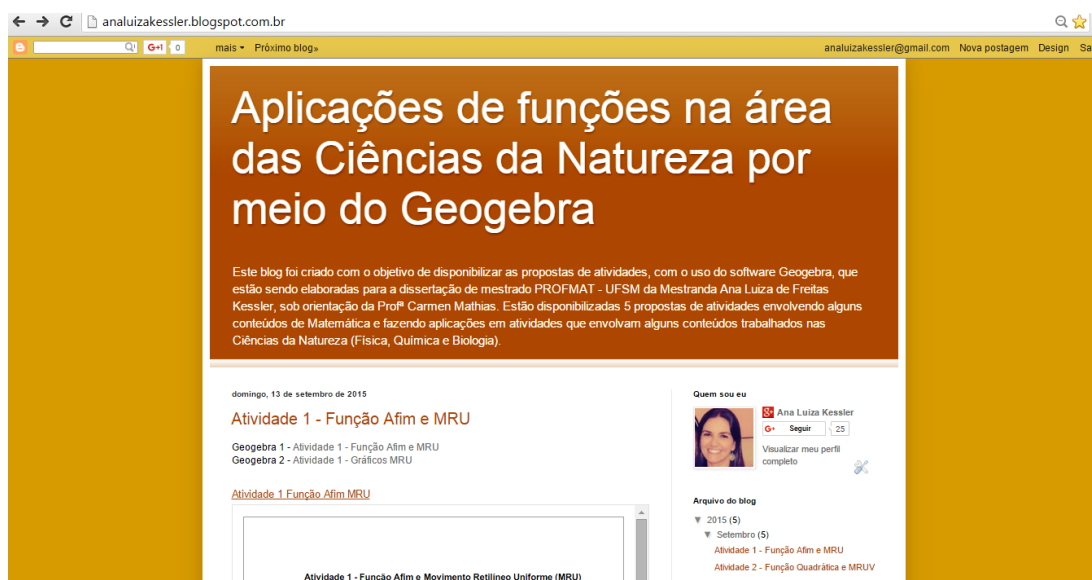 analuizakessler.blogspot.com.br
G+1 0 mais Próximo blog» analuizakessler@gmail.com Nova postagem Design Sa
Aplicações de funções na área
das Ciências da Natureza por
meio do Geogebra
Este blog foi criado com o objetivo de disponibilizar as propostas de atividades, com o uso do software Geogebra, que
estão sendo elaboradas para a dissertação de mestrado PROFMAT - UFSM da Mestranda Ana Luiza de Freitas
Kessler, sob orientação da Profª Carmen Mathias. Estão disponibilizadas 5 propostas de atividades envolvendo alguns
conteúdos de Matemática e fazendo aplicações em atividades que envolvam alguns conteúdos trabalhados nas
Ciências da Natureza (Física, Química e Biologia).
domingo, 13 de setembro de 2015
Atividade 1 - Função Afim e MRU
Geogebra 1 - Atividade 1 - Função Afim e MRU
Geogebra 2 - Atividade 1 - Gráficos MRU
Atividade 1 Função Afim MRU
Atividade 1 - Função Afim e Movimento Retilíneo Uniforme (MRU)
Quem sou eu
Ana Luiza Kessler
G+ Seguir 25
Visualizar meu perfil
completo
Arquivo do blog
▼ 2015 (5)
▼ Setembro (5)
Atividade 1 - Função Afim e MRU
Atividade 2 - Função Quadrática e MRUV